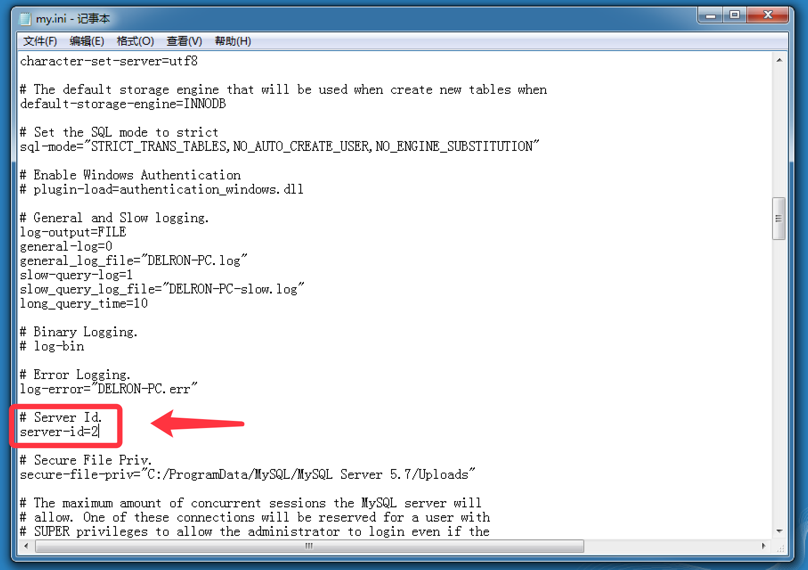 my.ini - 记事本
文件(F) 编辑(E) 格式(O) 查看(V) 帮助(H)
character-set-server=utf8
# The default storage engine that will be used when create new tables when
default-storage-engine=INNODB
# Set the SQL mode to strict
sql-mode="STRICT_TRANS_TABLES,NO_AUTO_CREATE_USER,NO_ENGINE_SUBSTITUTION"
# Enable Windows Authentication
# plugin-load=authentication_windows.dll
# General and Slow logging.
log-output=FILE
general-log=0
general_log_file="DELRON-PC.log"
slow-query-log=1
slow_query_log_file="DELRON-PC-slow.log"
long_query_time=10
# Binary Logging.
# log-bin
# Error Logging.
log-error="DELRON-PC.err"
# Server Id.
server-id=2
# Secure File Priv.
secure-file-priv="C:/ProgramData/MySQL/MySQL Server 5.7/Uploads"
# The maximum amount of concurrent sessions the MySQL server will
# allow. One of these connections will be reserved for a user with
# SUPER privileges to allow the administrator to login even if the